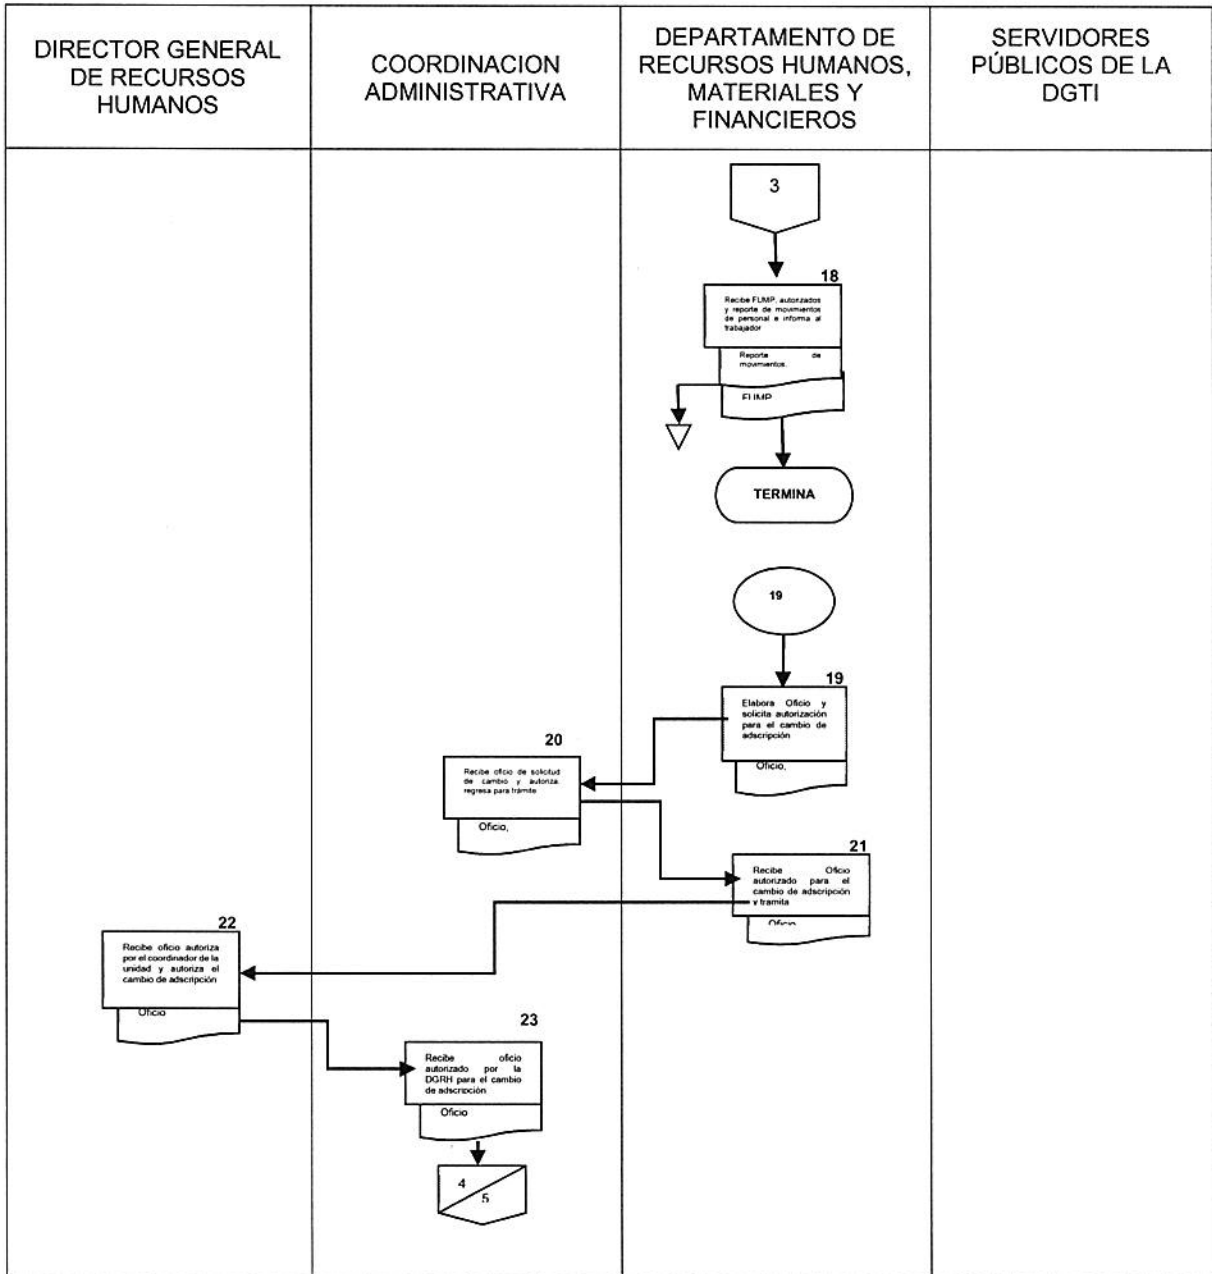 DIRECTOR GENERAL
DE RECURSOS
HUMANOS
COORDINACION
ADMINISTRATIVA
DEPARTAMENTO DE
RECURSOS HUMANOS,
MATERIALES Y
FINANCIEROS
SERVIDORES
PÚBLICOS DE LA
DGTI
3
18
Recibe FUMP, autorizados
y reporte de movimientos
de personal e informa al
trabajador
Reporte de
movimientos.
FUMP
TERMINA
19
19
Elabora Oficio y
solicita autorización
para el cambio de
adscripción
Oficio,
20
Recibe oficio de solicitud
de cambio y autoriza.
regresa para trámite
Oficio,
21
Recibe Oficio
autorizado para el
cambio de adscripción
y tramita
Oficio
22
Recibe oficio autoriza
por el coordinador de la
unidad y autoriza el
cambio de adscripción
Oficio
23
Recibe oficio
autorizado por la
DGRH para el cambio
de adscripción
Oficio
4
5